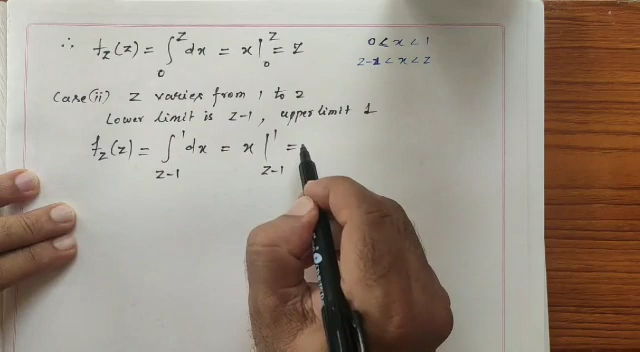 ∴ f_Z(z) = ∫_0^z dx = x |_0^z = z
0 < x < 1
z-1 < x < z
Case(ii) z varies from 1 to 2
Lower limit is z-1, upper limit 1
f_Z(z) = ∫_{z-1}^1 dx = x |_{z-1}^1 =